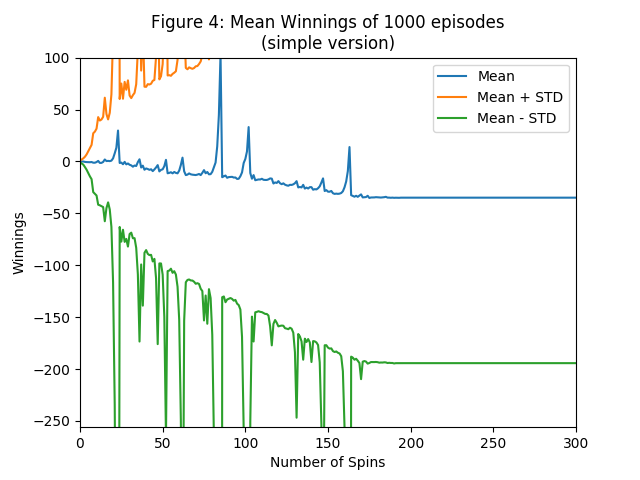 Figure 4: Mean Winnings of 1000 episodes
(simple version)
Mean
Mean + STD
Mean - STD
100
50
0
−50
−100
−150
−200
−250
Winnings
0 50 100 150 200 250 300
Number of Spins